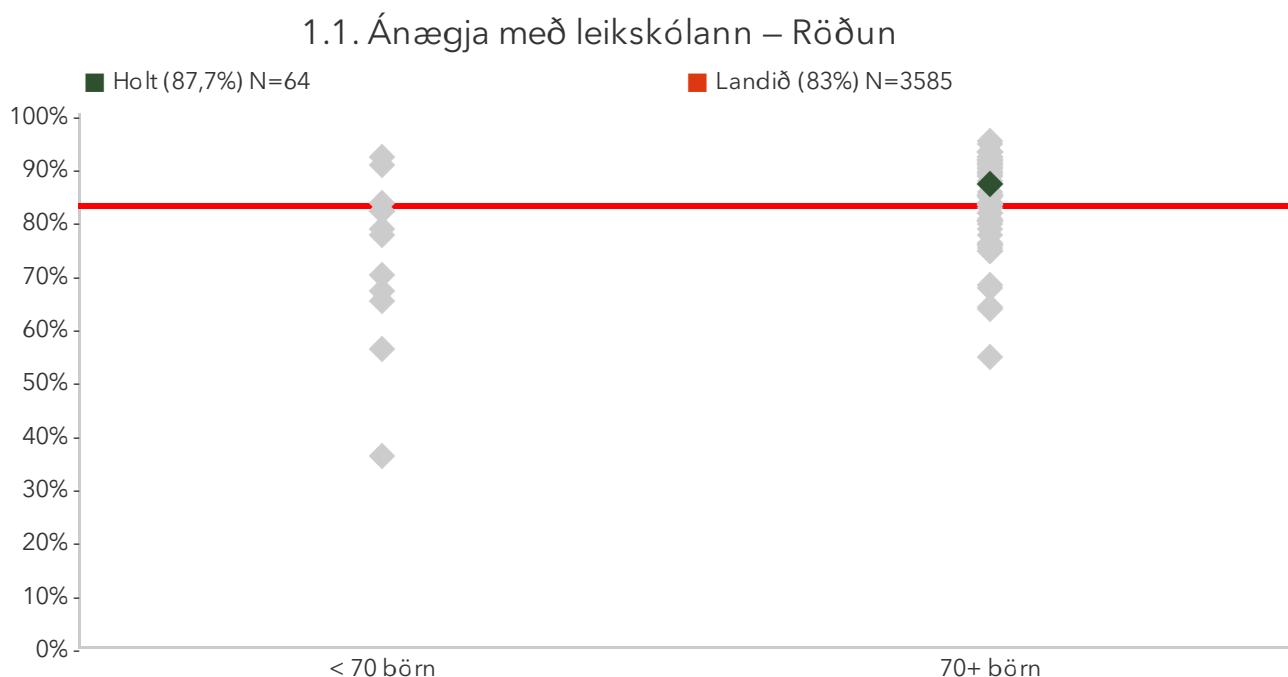 1.1. Ánægja með leikskólann – Röðun
Holt (87,7%) N=64
Landið (83%) N=3585
100%
90%
80%
70%
60%
50%
40%
30%
20%
10%
0%
< 70 börn
70+ börn